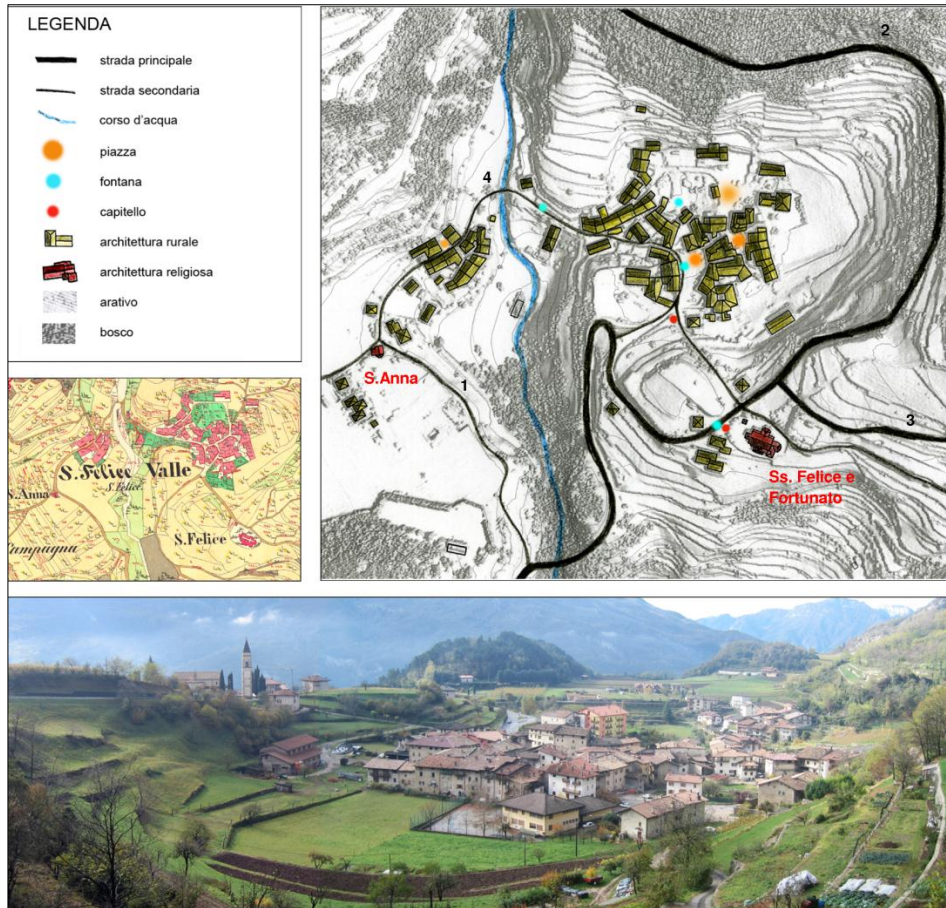 LEGENDA
strada principale
strada secondaria
corso d'acqua
piazza
fontana
capitello
architettura rurale
architettura religiosa
arativo
bosco
2
4
S.Anna
1
3
Ss. Felice e
Fortunato
S. Felice Valle
S. Felice
S. Anna
S. Felice
Campagna